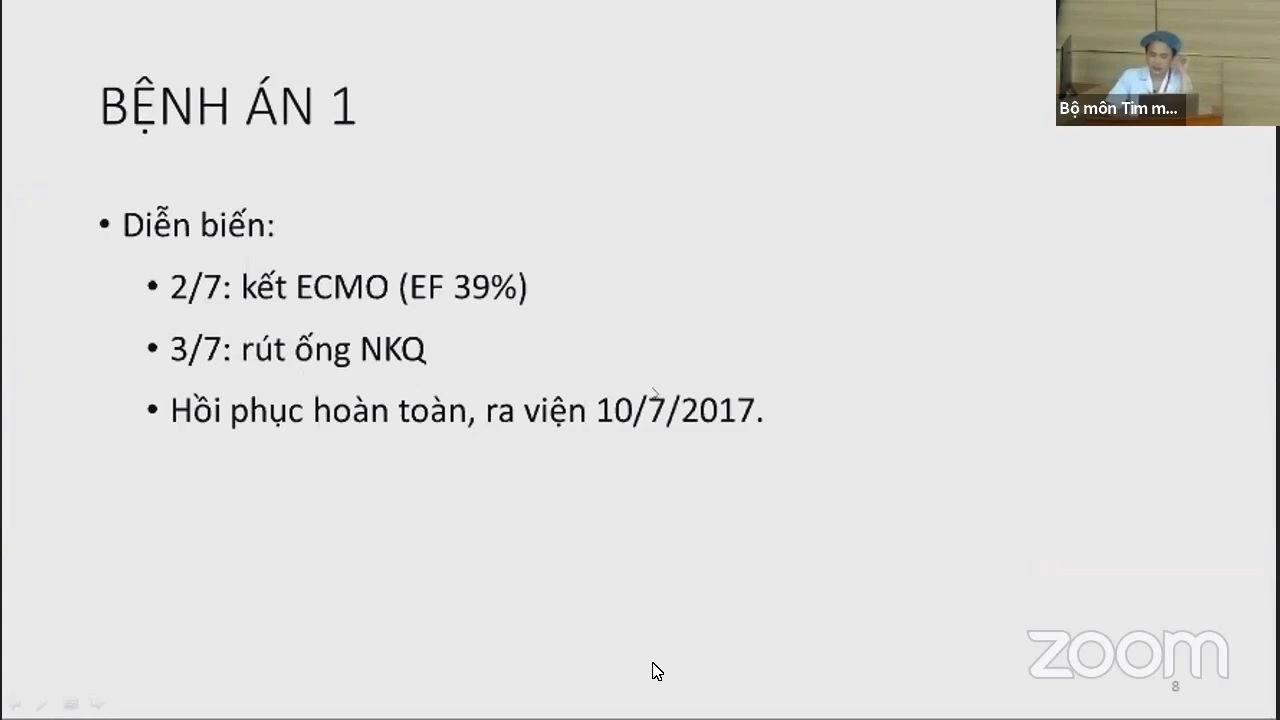 BỆNH ÁN 1
Bộ môn Tim m...
• Diễn biến:
• 2/7: kết ECMO (EF 39%)
• 3/7: rút ống NKQ
• Hồi phục hoàn toàn, ra viện 10/7/2017.
zoom
8